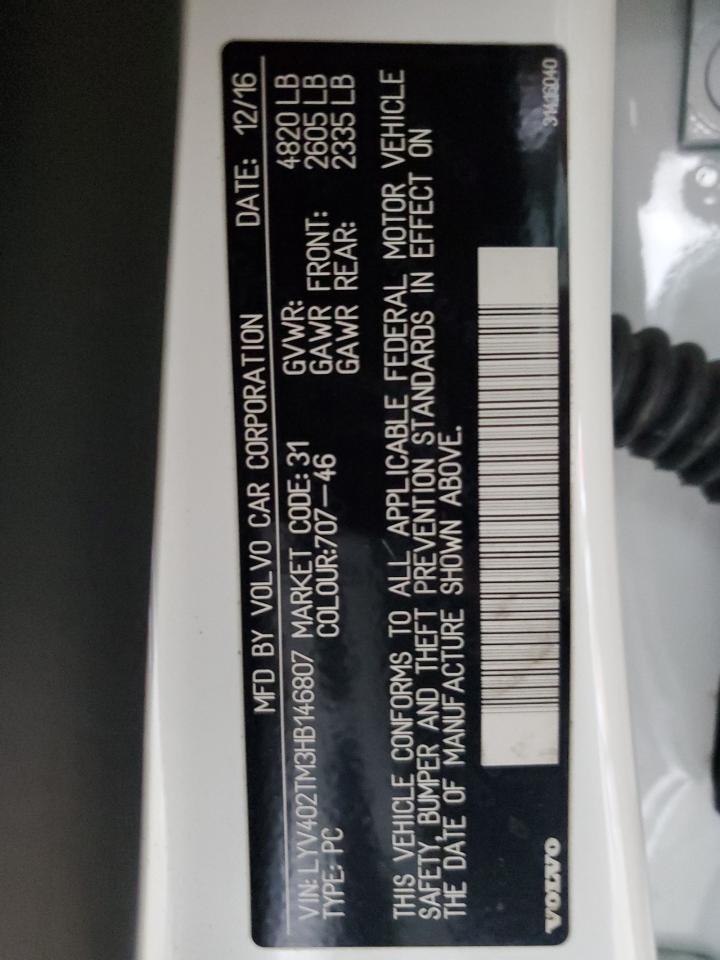 MFD BY VOLVO CAR CORPORATION DATE: 12/16
VIN: LYV402TM3HB146807 MARKET CODE: 31 GVWR: 4820 LB
TYPE: PC COLOUR:707-46 GAWR FRONT: 2605 LB
GAWR REAR: 2335 LB
THIS VEHICLE CONFORMS TO ALL APPLICABLE FEDERAL MOTOR VEHICLE
SAFETY, BUMPER AND THEFT PREVENTION STANDARDS IN EFFECT ON
THE DATE OF MANUFACTURE SHOWN ABOVE.
VOLVO